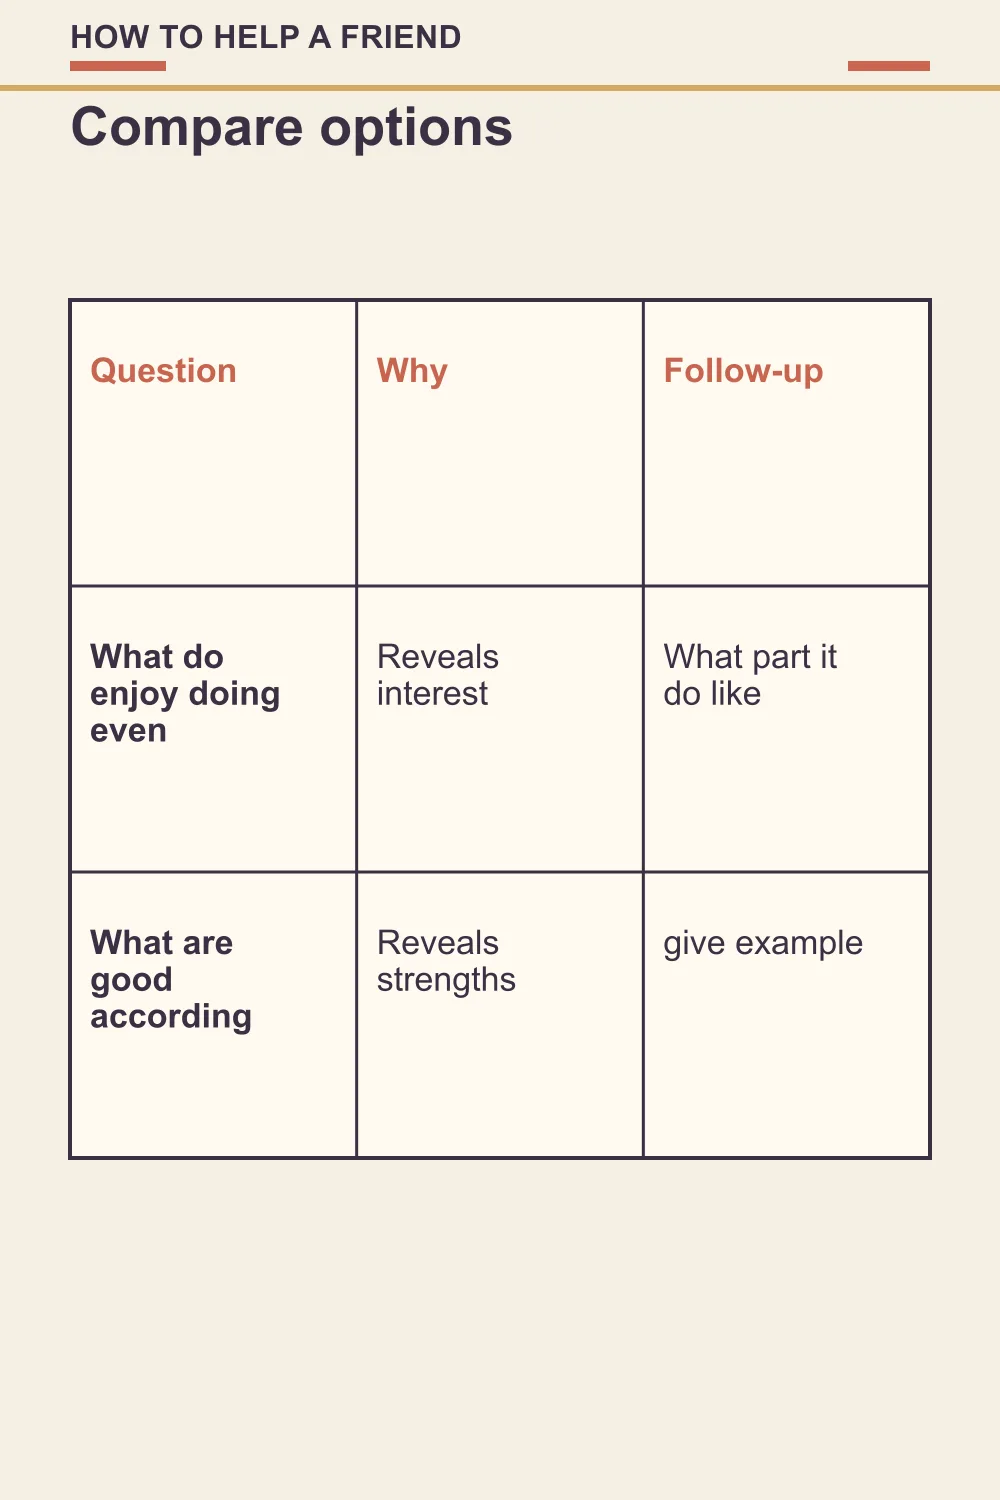 HOW TO HELP A FRIEND
Compare options
Question
Why
Follow-up
What do
enjoy doing
even
Reveals
interest
What part it
do like
What are
good
according
Reveals
strengths
give example